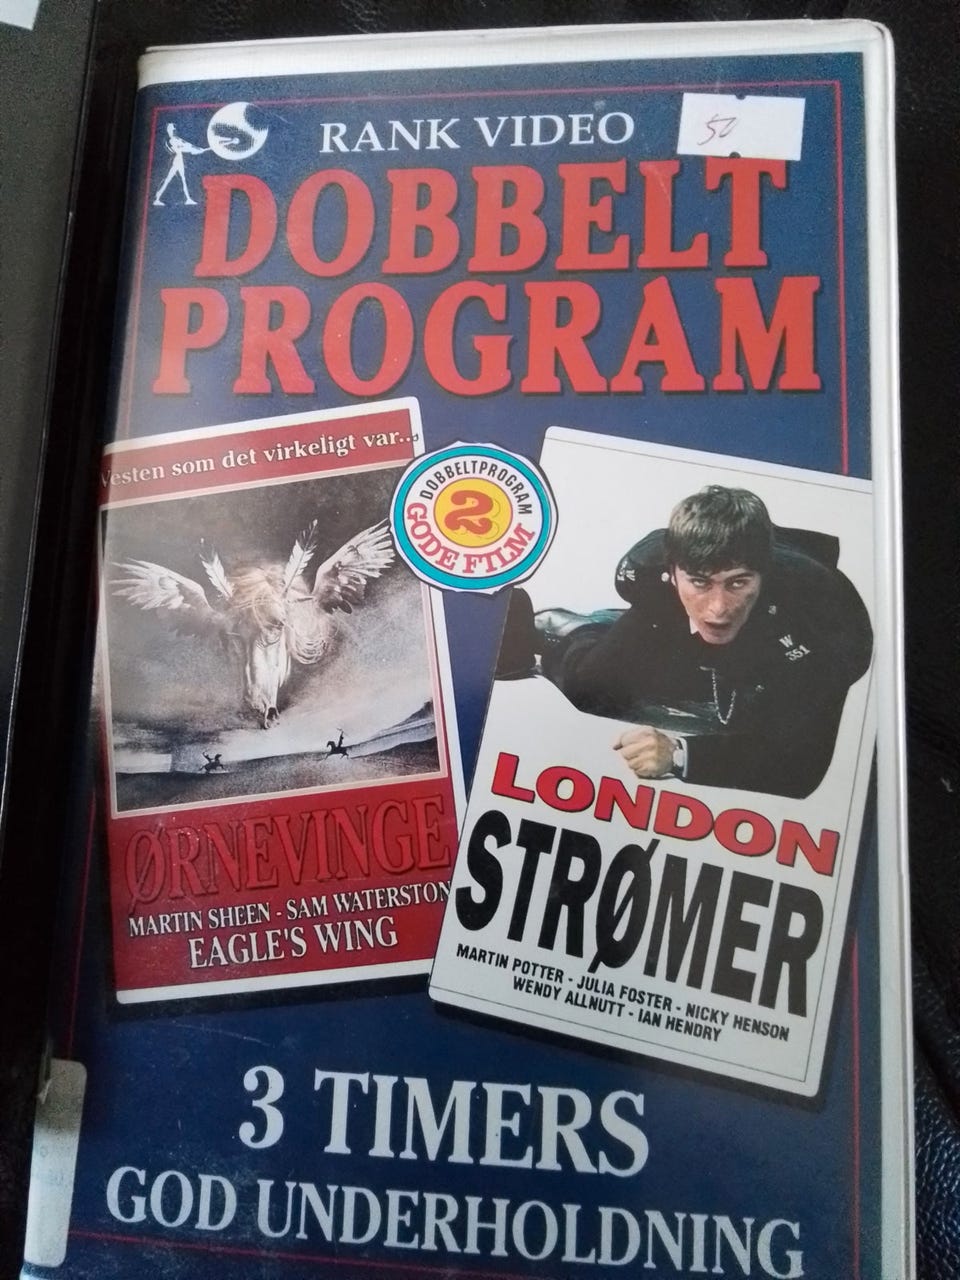 RANK VIDEO
50
DOBBELT
PROGRAM
Vesten som det virkeligt var...
DOBBELTPROGRAM
2
GODE FILM
ØRNEVINGE
MARTIN SHEEN - SAM WATERSTON
EAGLE'S WING
W
351
LONDON
STRØMER
MARTIN POTTER - JULIA FOSTER - NICKY HENSON
WENDY ALLNUTT - IAN HENDRY
3 TIMERS
GOD UNDERHOLDNING